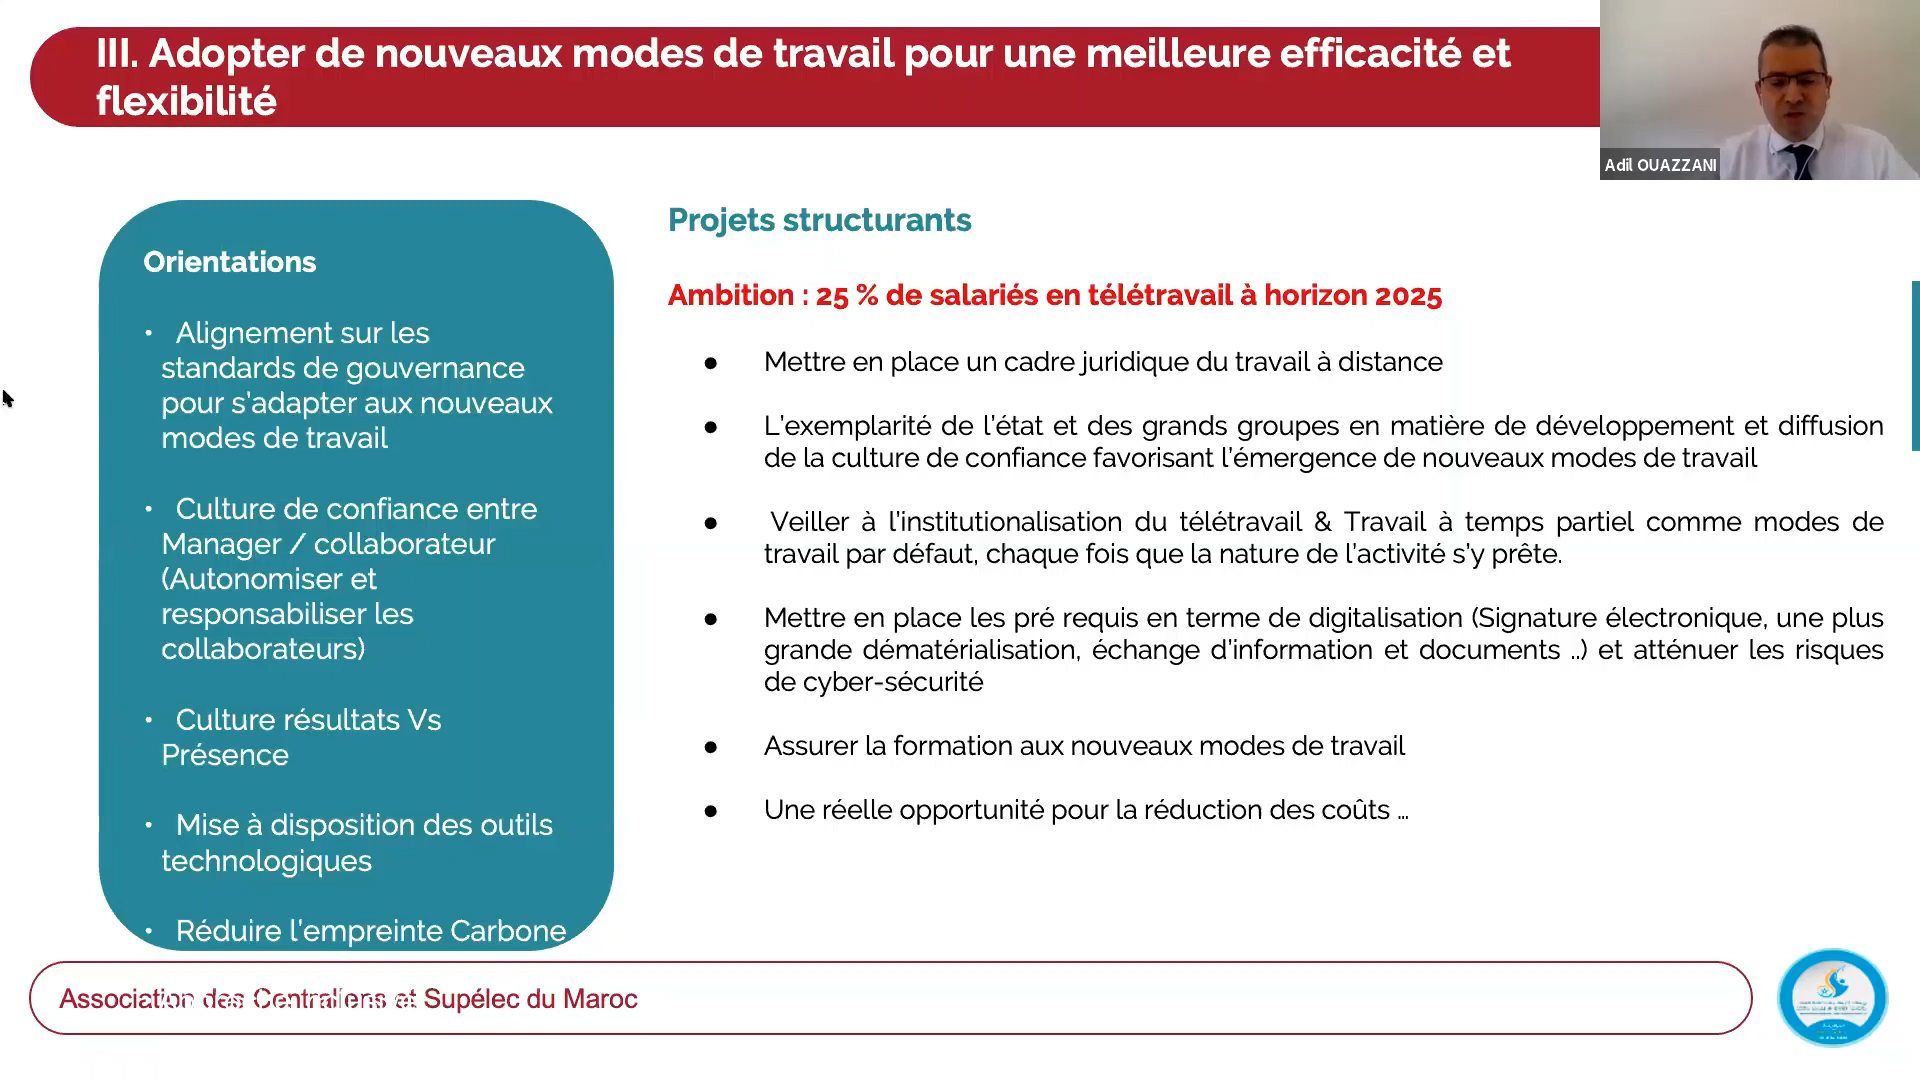 III. Adopter de nouveaux modes de travail pour une meilleure efficacité et
flexibilité
Adil OUAZZANI
Orientations
• Alignement sur les
standards de gouvernance
pour s'adapter aux nouveaux
modes de travail
• Culture de confiance entre
Manager / collaborateur
(Autonomiser et
responsabiliser les
collaborateurs)
• Culture résultats Vs
Présence
• Mise à disposition des outils
technologiques
• Réduire l'empreinte Carbone
Projets structurants
Ambition : 25 % de salariés en télétravail à horizon 2025
● Mettre en place un cadre juridique du travail à distance
● L'exemplarité de l'état et des grands groupes en matière de développement et diffusion
de la culture de confiance favorisant l'émergence de nouveaux modes de travail
● Veiller à l'institutionalisation du télétravail & Travail à temps partiel comme modes de
travail par défaut, chaque fois que la nature de l'activité s'y prête.
● Mettre en place les pré requis en terme de digitalisation (Signature électronique, une plus
grande dématérialisation, échange d'information et documents ..) et atténuer les risques
de cyber-sécurité
● Assurer la formation aux nouveaux modes de travail
● Une réelle opportunité pour la réduction des coûts ...
Association des Centraliens et Supélec du Maroc